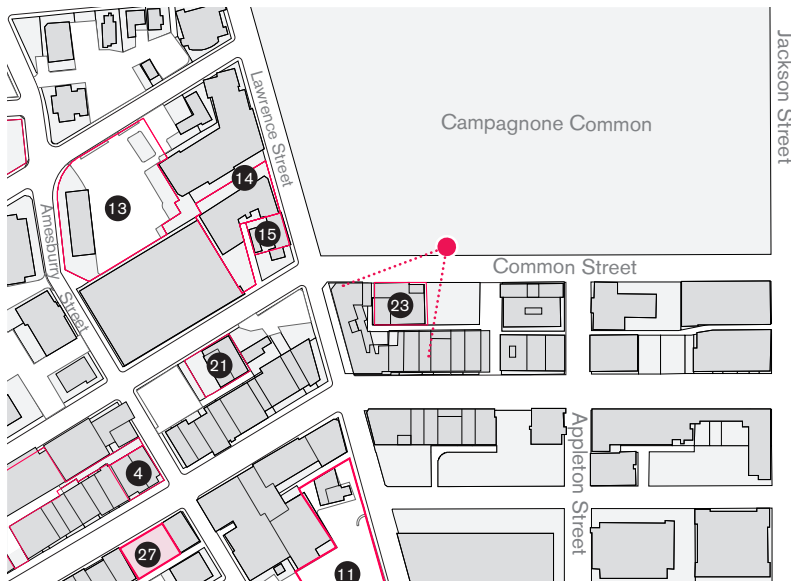 Jackson Street
Lawrence Street
Campagnone Common
14
13
15
Amesburry Street
Common Street
23
21
Appleton Street
4
27
11